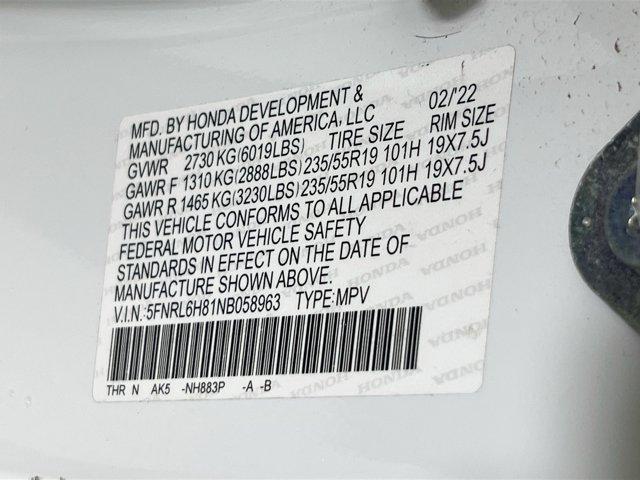 MFD. BY HONDA DEVELOPMENT &
MANUFACTURING OF AMERICA, LLC 02/'22
GVWR 2730 KG(6019LBS) TIRE SIZE RIM SIZE
GAWR F 1310 KG(2888LBS) 235/55R19 101H 19X7.5J
GAWR R 1465 KG(3230LBS) 235/55R19 101H 19X7.5J
THIS VEHICLE CONFORMS TO ALL APPLICABLE
FEDERAL MOTOR VEHICLE SAFETY
STANDARDS IN EFFECT ON THE DATE OF
MANUFACTURE SHOWN ABOVE.
V.I.N.:5FNRL6H81NB058963 TYPE:MPV
THR N AK5 -NH883P -A -B